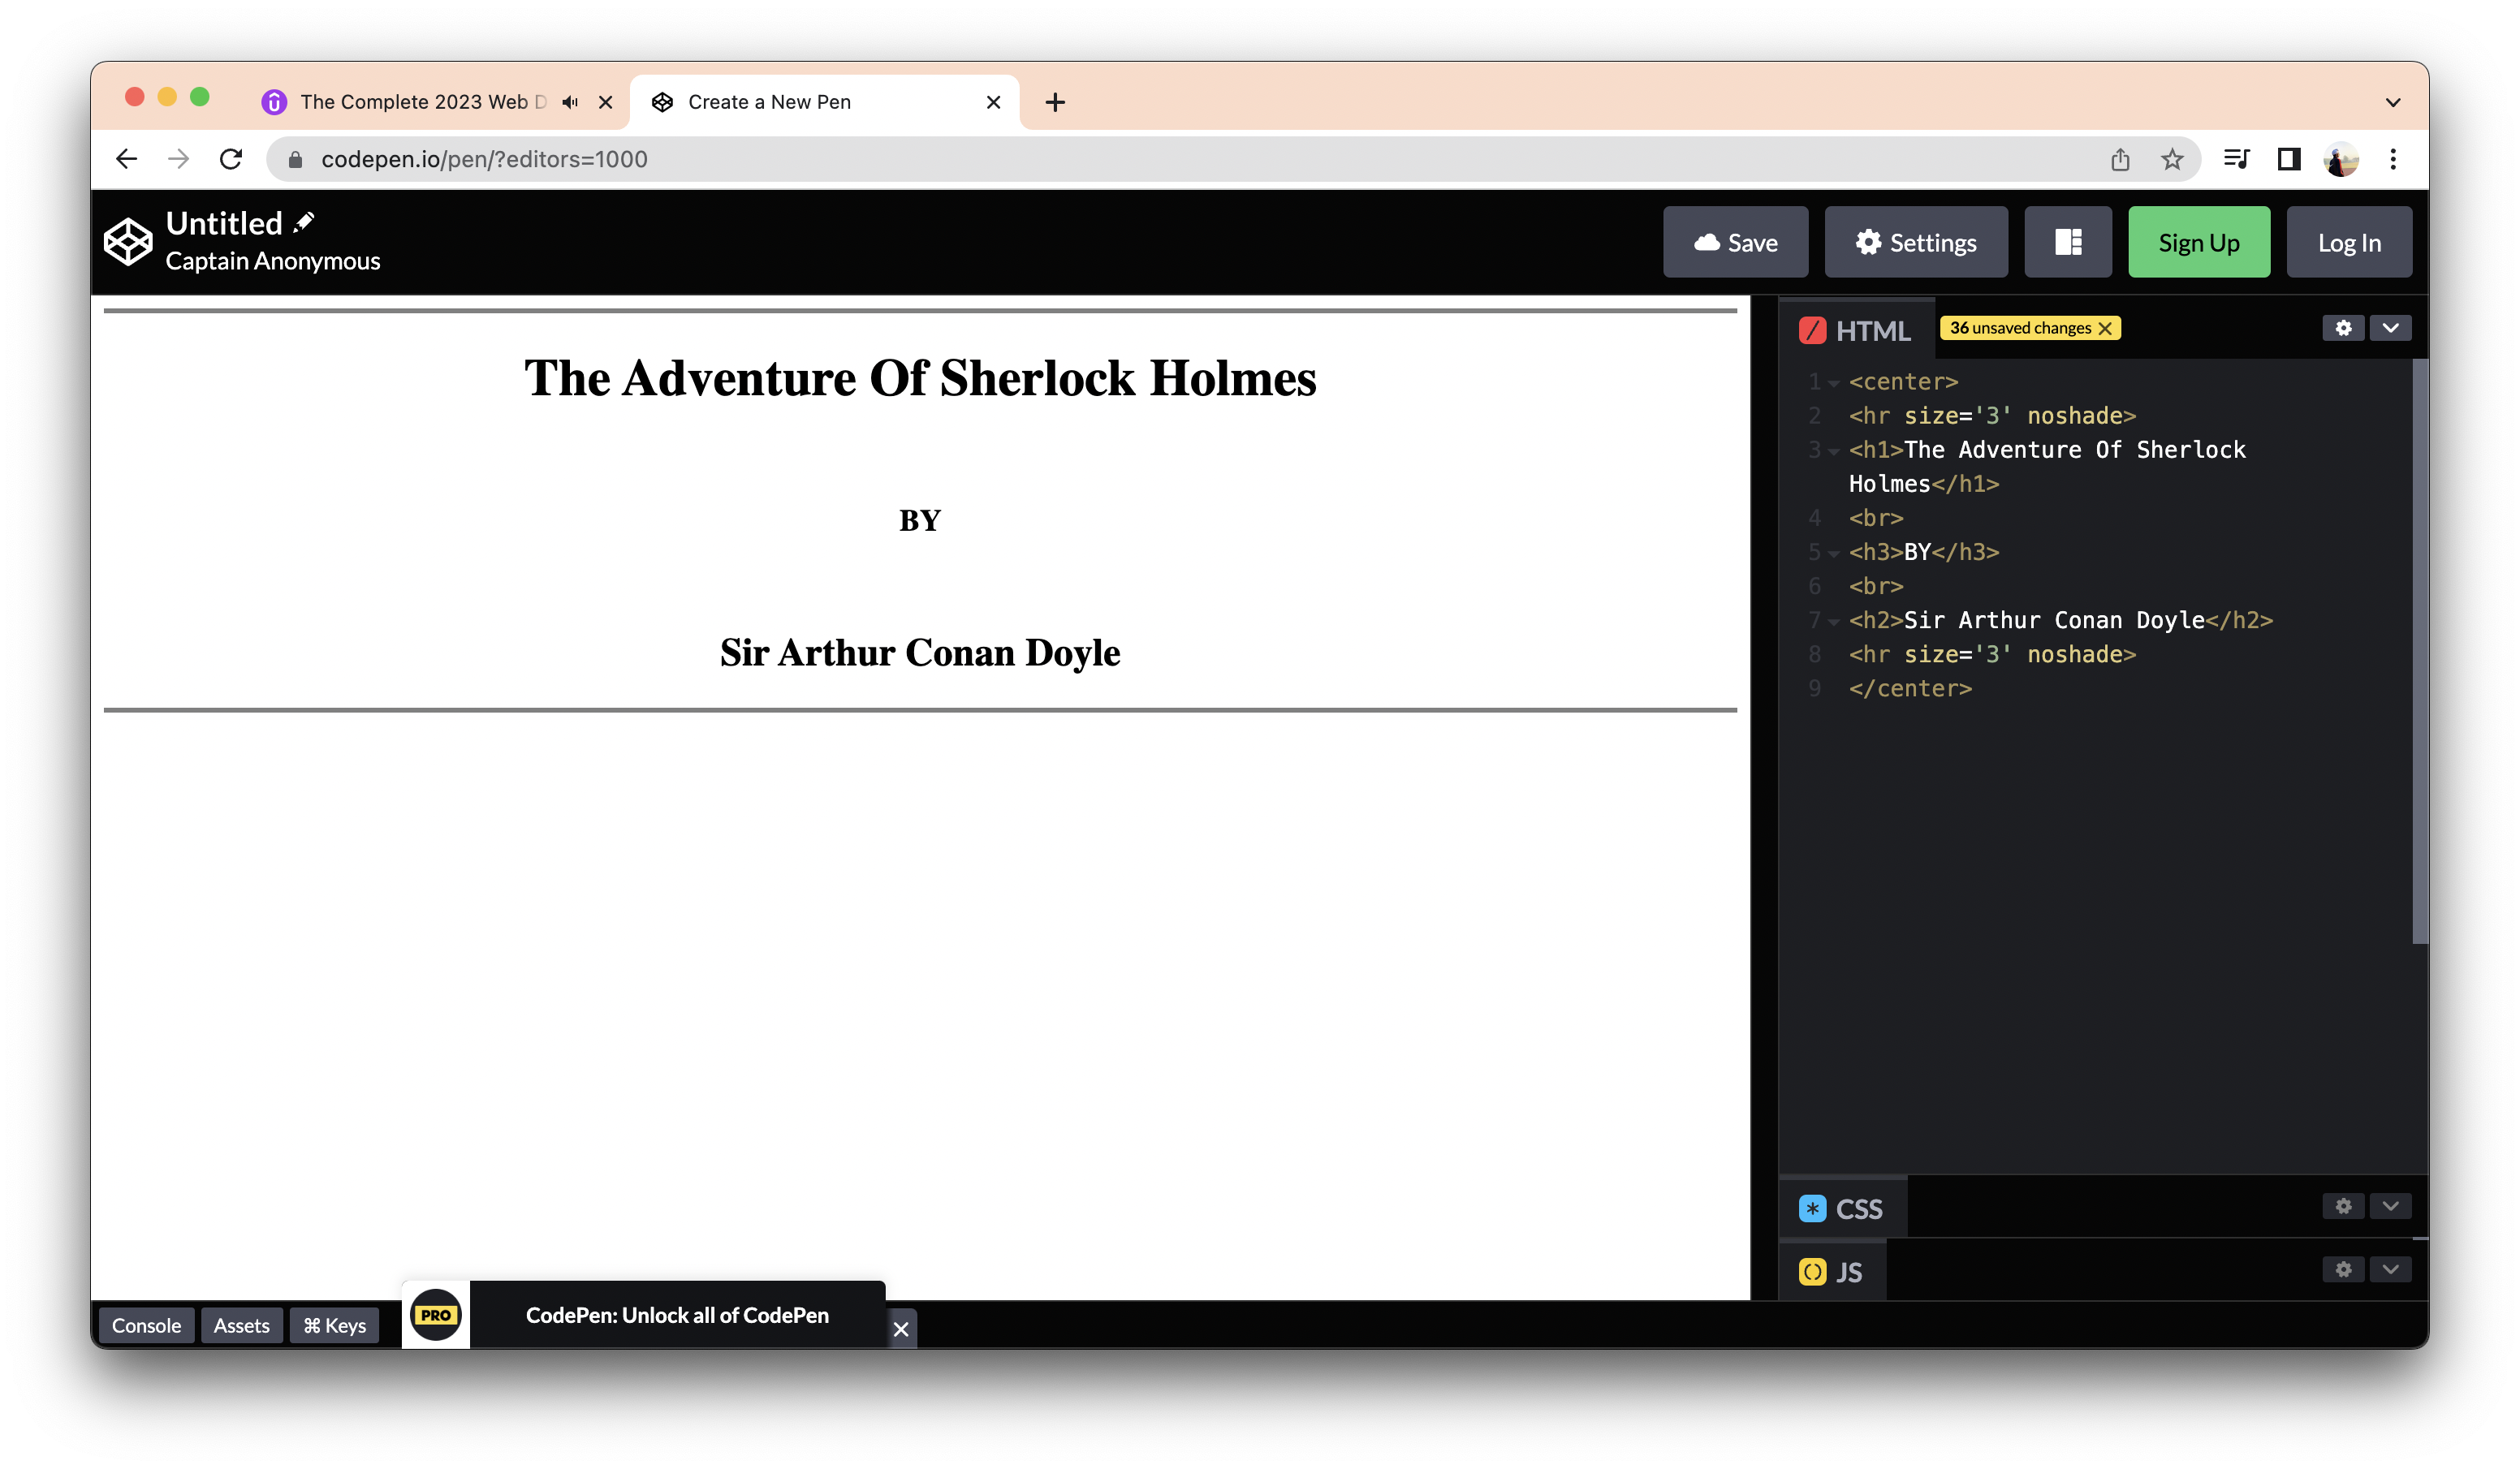 The Complete 2023 Web D
Create a New Pen
codepen.io/pen/?editors=1000
Untitled
Captain Anonymous
Save
Settings
Sign Up
Log In
The Adventure Of Sherlock Holmes
BY
Sir Arthur Conan Doyle
HTML
36 unsaved changes
1 <center>
2 <hr size='3' noshade>
3 <h1>The Adventure Of Sherlock
Holmes</h1>
4 <br>
5 <h3>BY</h3>
6 <br>
7 <h2>Sir Arthur Conan Doyle</h2>
8 <hr size='3' noshade>
9 </center>
CSS
JS
Console
Assets
⌘ Keys
PRO
CodePen: Unlock all of CodePen